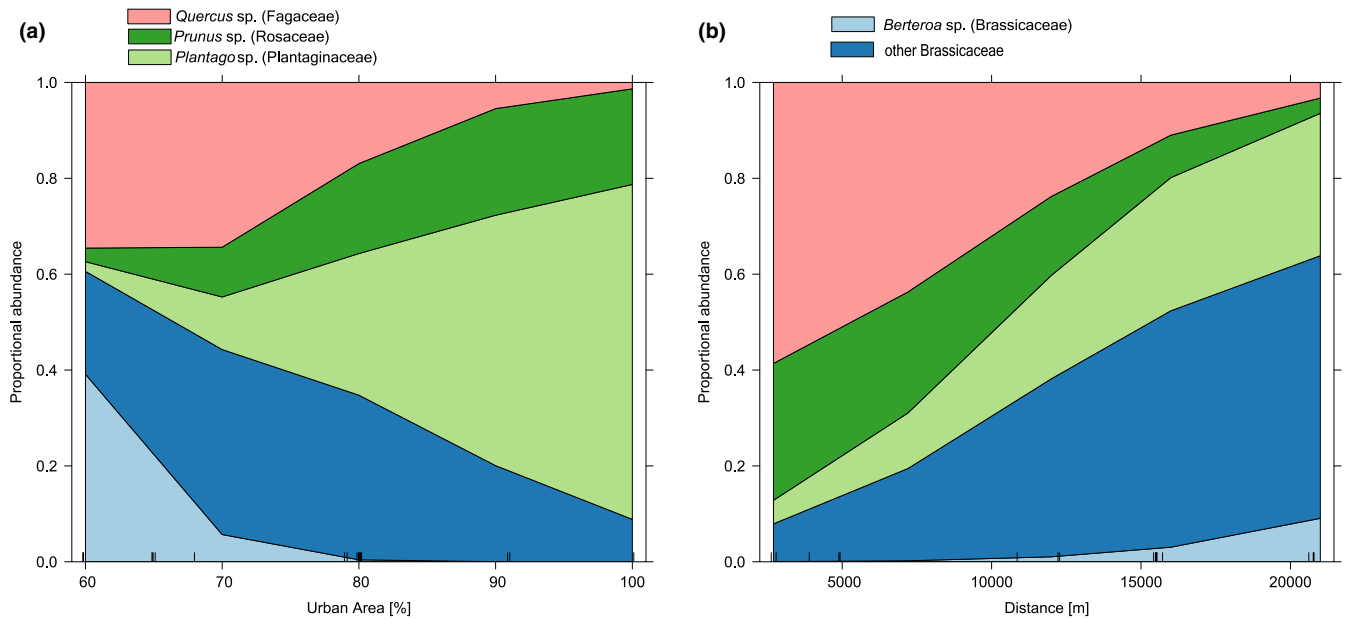 (a)
Quercus sp. (Fagaceae)
Prunus sp. (Rosaceae)
Plantago sp. (Plantaginaceae)
1.0
0.8
0.6
0.4
0.2
0.0
Proportional abundance
60 70 80 90 100
Urban Area [%]
(b)
Berteroa sp. (Brassicaceae)
other Brassicaceae
1.0
0.8
0.6
0.4
0.2
0.0
Proportional abundance
5000 10000 15000 20000
Distance [m]